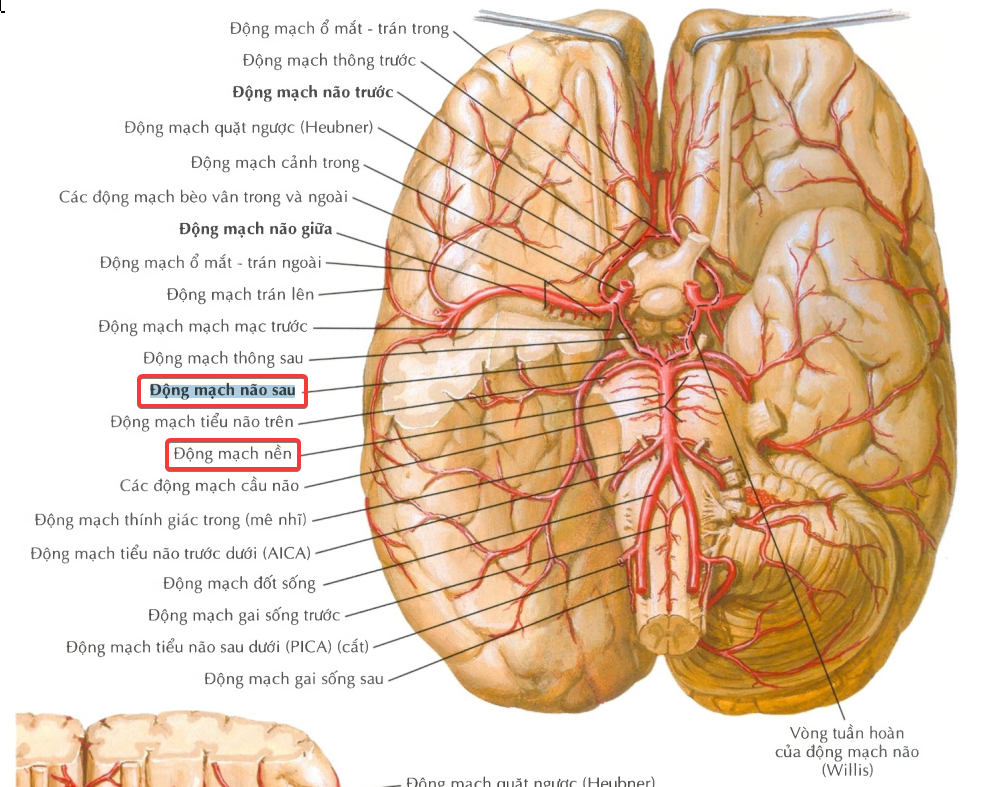 Động mạch ổ mắt - trán trong
Động mạch thông trước
Động mạch não trước
Động mạch quặt ngược (Heubner)
Động mạch cảnh trong
Các động mạch bèo vân trong và ngoài
Động mạch não giữa
Động mạch ổ mắt - trán ngoài
Động mạch trán lên
Động mạch mạch mạc trước
Động mạch thông sau
Động mạch não sau
Động mạch tiểu não trên
Động mạch nền
Các động mạch cầu não
Động mạch thính giác trong (mê nhĩ)
Động mạch tiểu não trước dưới (AICA)
Động mạch đốt sống
Động mạch gai sống trước
Động mạch tiểu não sau dưới (PICA) (cắt)
Động mạch gai sống sau
Vòng tuần hoàn
của động mạch não
(Willis)
Động mạch quặt ngược (Heubner)